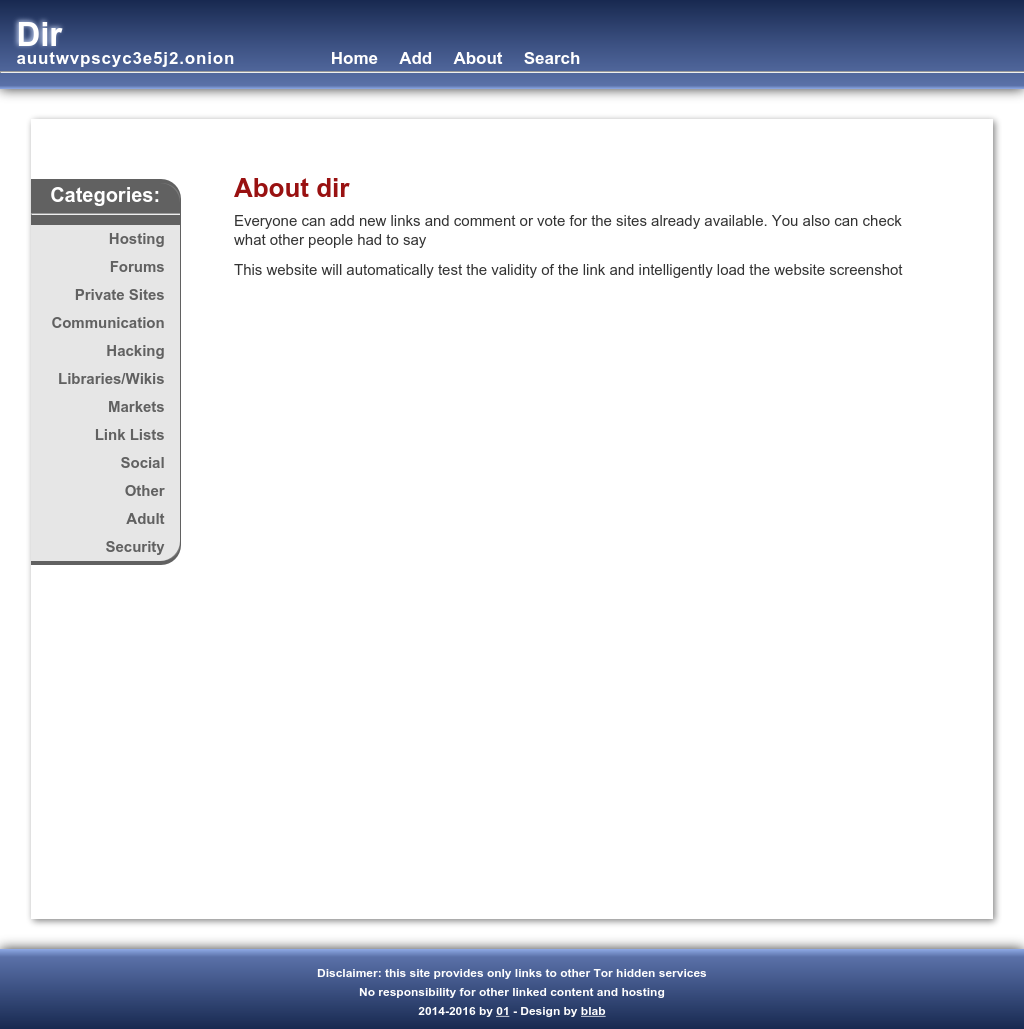 Dir
auutwvpscyc3e5j2.onion
Home Add About Search
Categories:
Hosting
Forums
Private Sites
Communication
Hacking
Libraries/Wikis
Markets
Link Lists
Social
Other
Adult
Security
About dir
Everyone can add new links and comment or vote for the sites already available. You also can check
what other people had to say
This website will automatically test the validity of the link and intelligently load the website screenshot
Disclaimer: this site provides only links to other Tor hidden services
No responsibility for other linked content and hosting
2014-2016 by 01 - Design by blab